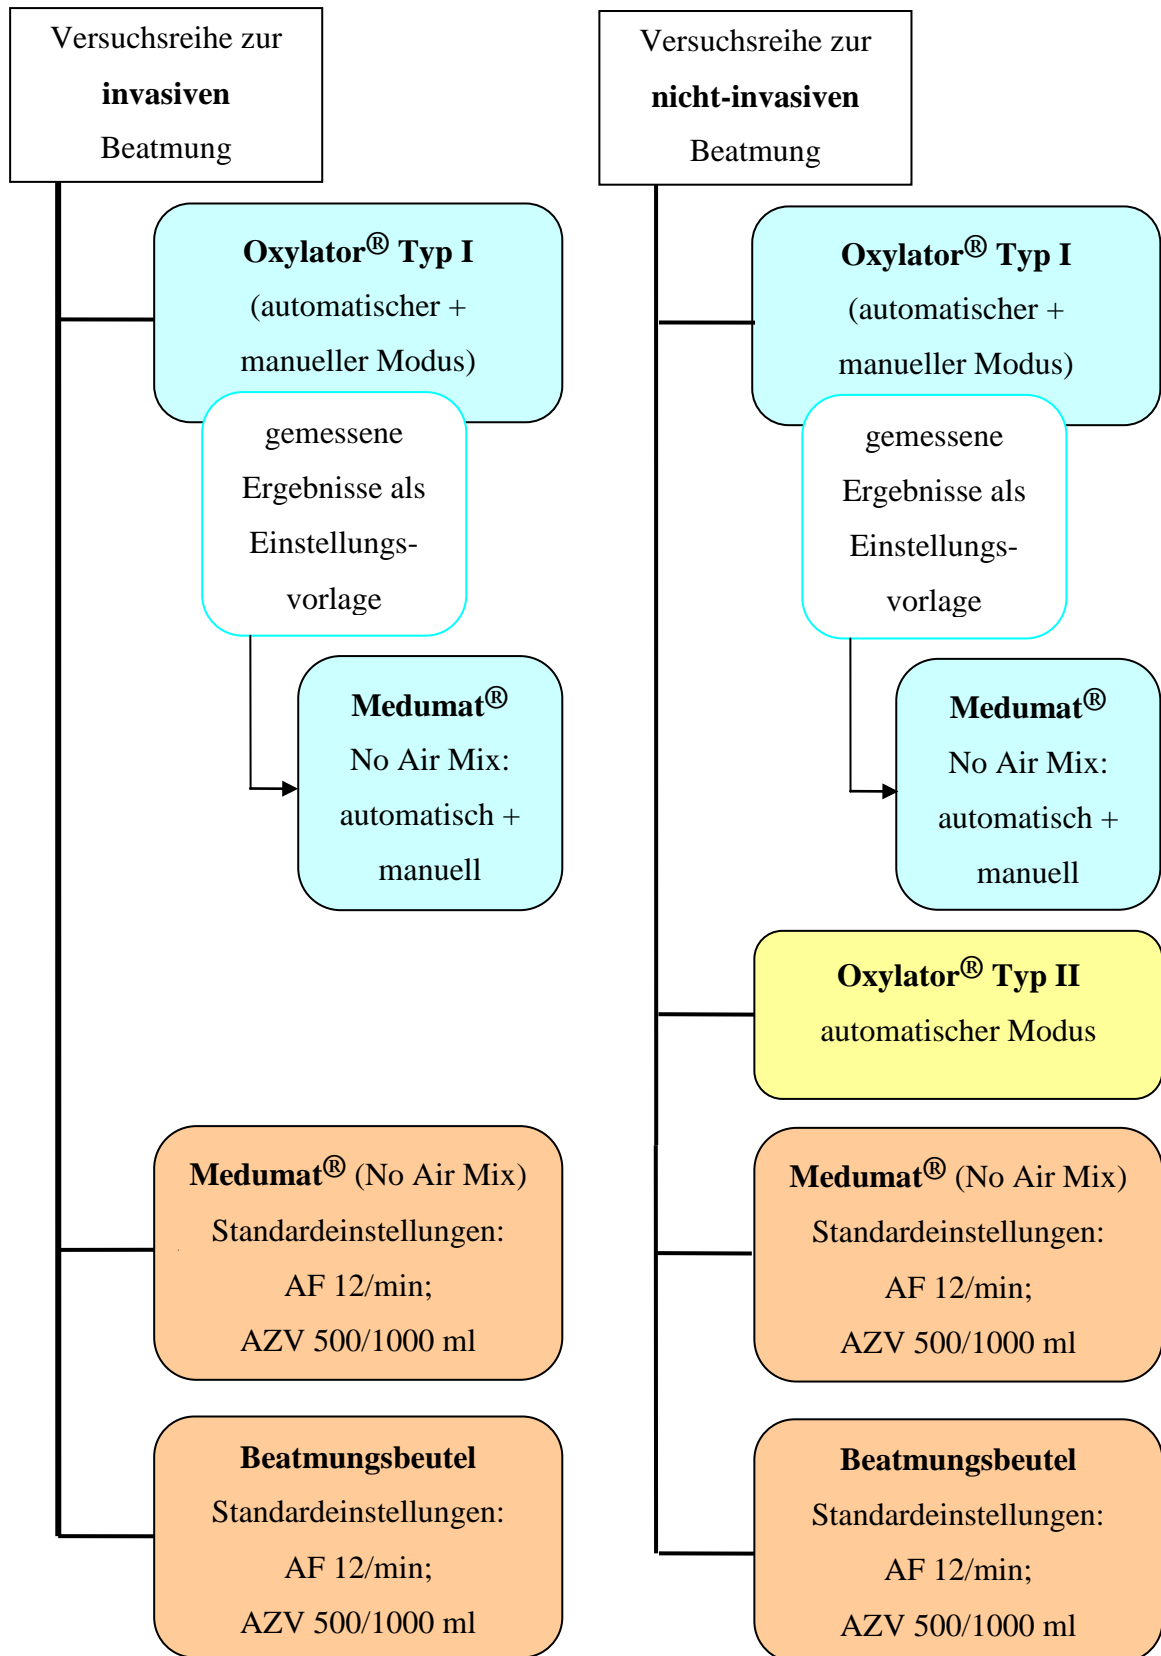 Versuchsreihe zur
invasiven
Beatmung
Oxylator® Typ I
(automatischer +
manueller Modus)
gemessene
Ergebnisse als
Einstellungs-
vorlage
Medumat®
No Air Mix:
automatisch +
manuell
Medumat® (No Air Mix)
Standardeinstellungen:
AF 12/min;
AZV 500/1000 ml
Beatmungsbeutel
Standardeinstellungen:
AF 12/min;
AZV 500/1000 ml
Versuchsreihe zur
nicht-invasiven
Beatmung
Oxylator® Typ I
(automatischer +
manueller Modus)
gemessene
Ergebnisse als
Einstellungs-
vorlage
Medumat®
No Air Mix:
automatisch +
manuell
Oxylator® Typ II
automatischer Modus
Medumat® (No Air Mix)
Standardeinstellungen:
AF 12/min;
AZV 500/1000 ml
Beatmungsbeutel
Standardeinstellungen:
AF 12/min;
AZV 500/1000 ml